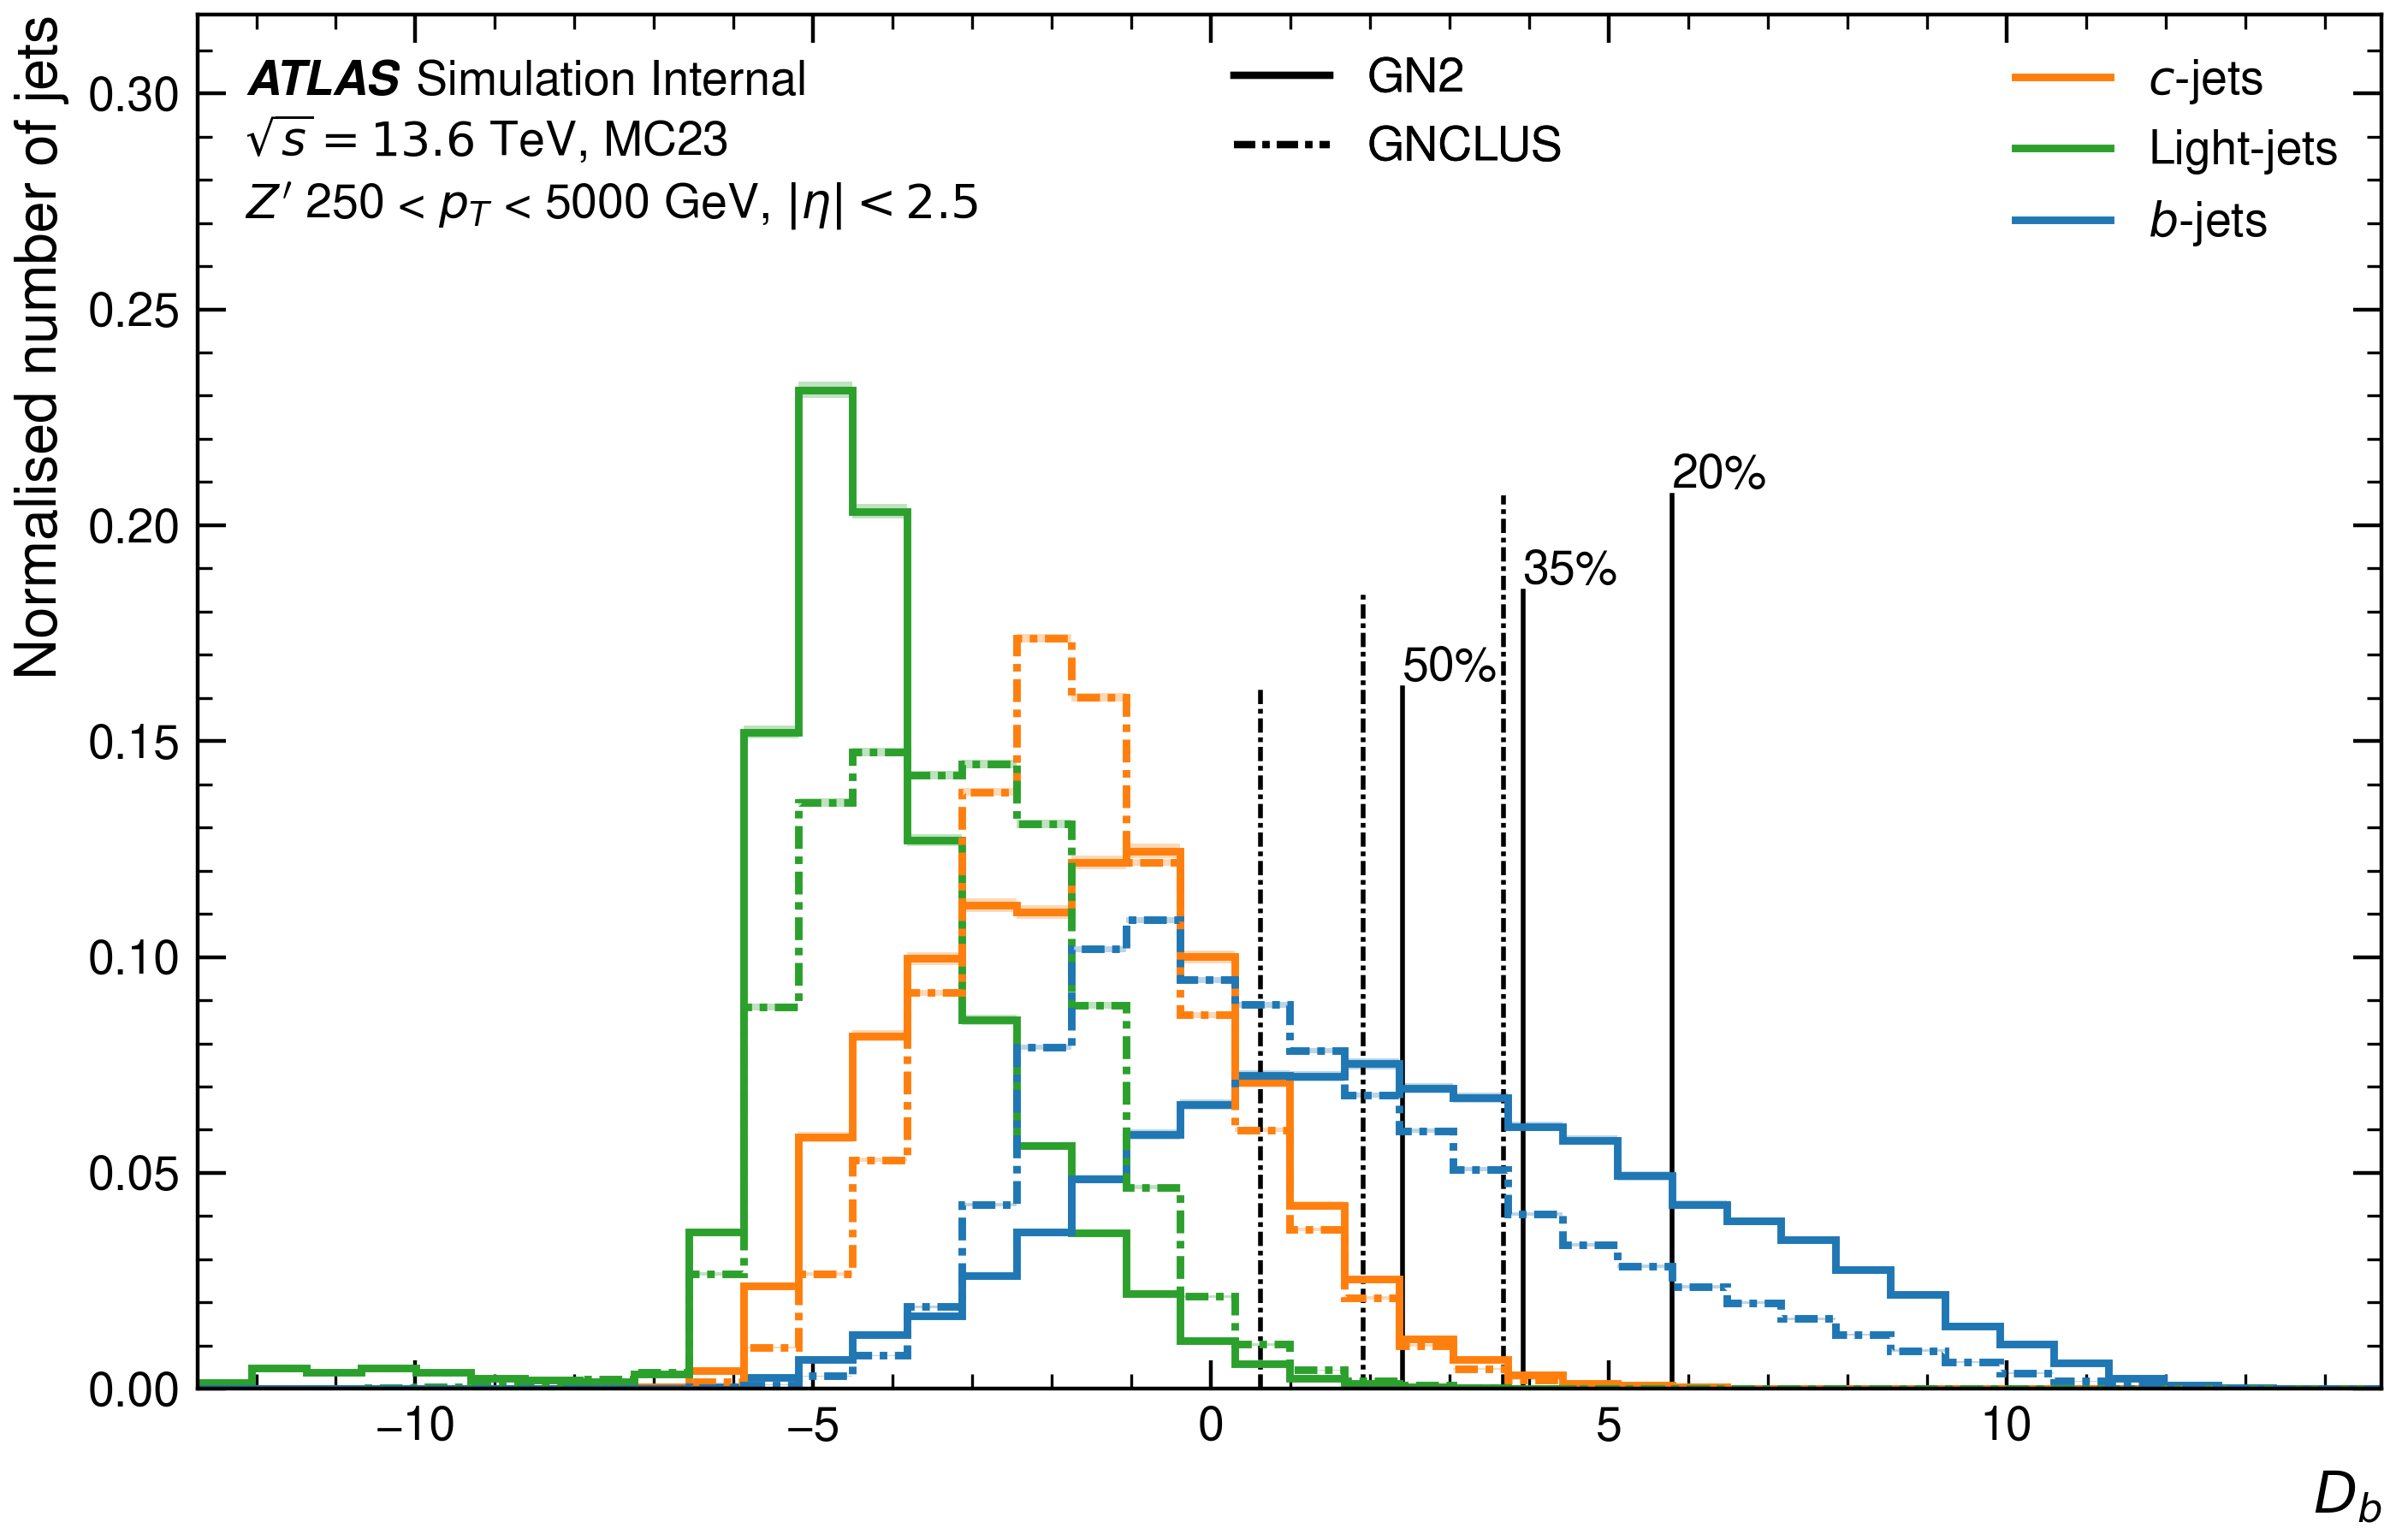 Normalised number of jets
ATLAS Simulation Internal
√s = 13.6 TeV, MC23
Z′ 250 < p_T < 5000 GeV, |η| < 2.5
GN2
GNCLUS
c-jets
Light-jets
b-jets
0.30
0.25
0.20
0.15
0.10
0.05
0.00
20%
35%
50%
−10
−5
0
5
10
D_b